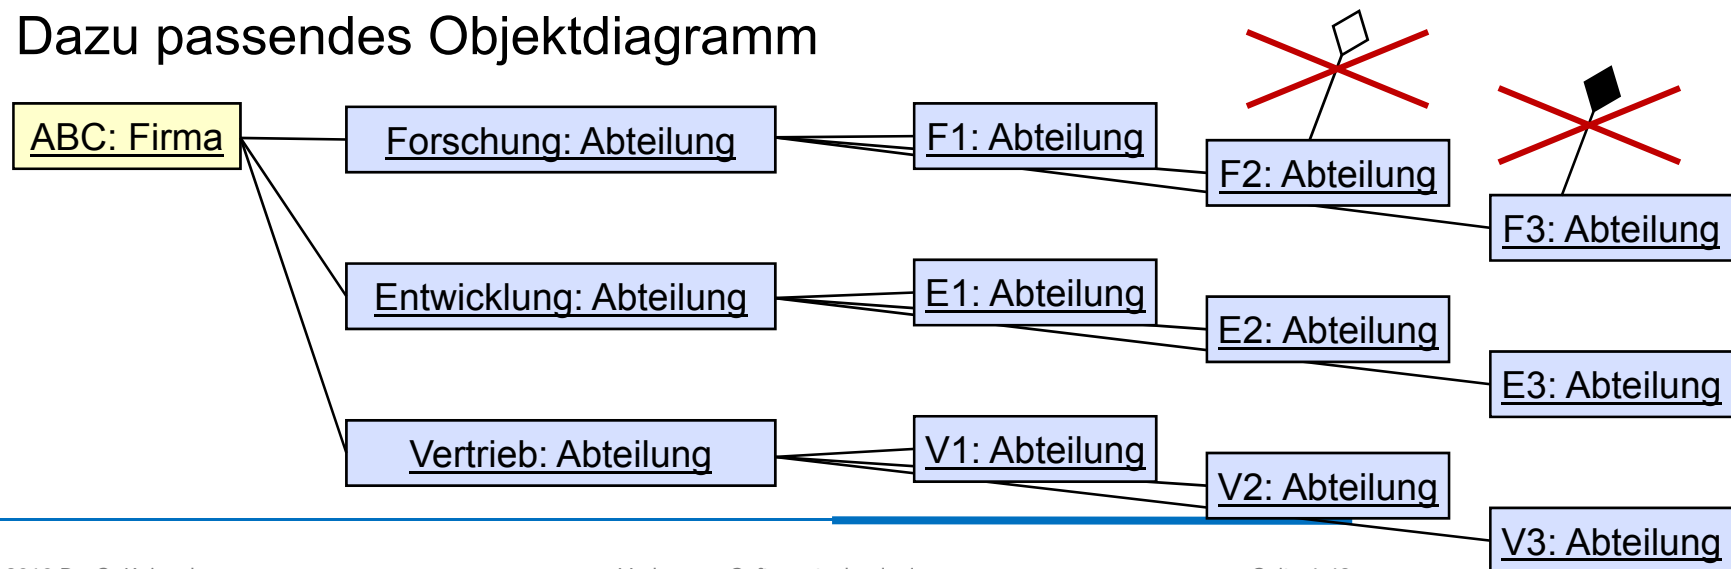 Dazu passendes Objektdiagramm
ABC: Firma
Forschung: Abteilung
F1: Abteilung
F2: Abteilung
F3: Abteilung
Entwicklung: Abteilung
E1: Abteilung
E2: Abteilung
E3: Abteilung
Vertrieb: Abteilung
V1: Abteilung
V2: Abteilung
V3: Abteilung